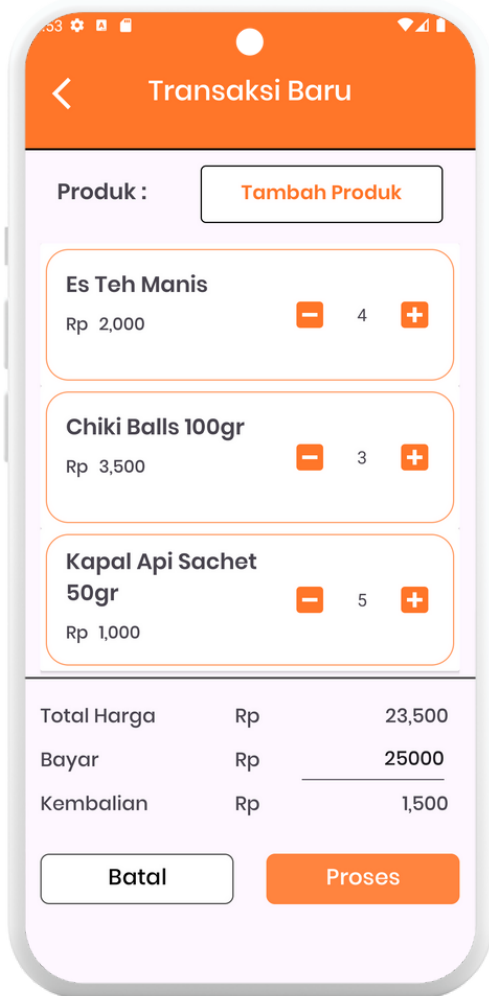 :53
Transaksi Baru
Produk :
Tambah Produk
Es Teh Manis
Rp 2,000
4
Chiki Balls 100gr
Rp 3,500
3
Kapal Api Sachet
50gr
Rp 1,000
5
Total Harga Rp 23,500
Bayar Rp 25000
Kembalian Rp 1,500
Batal
Proses